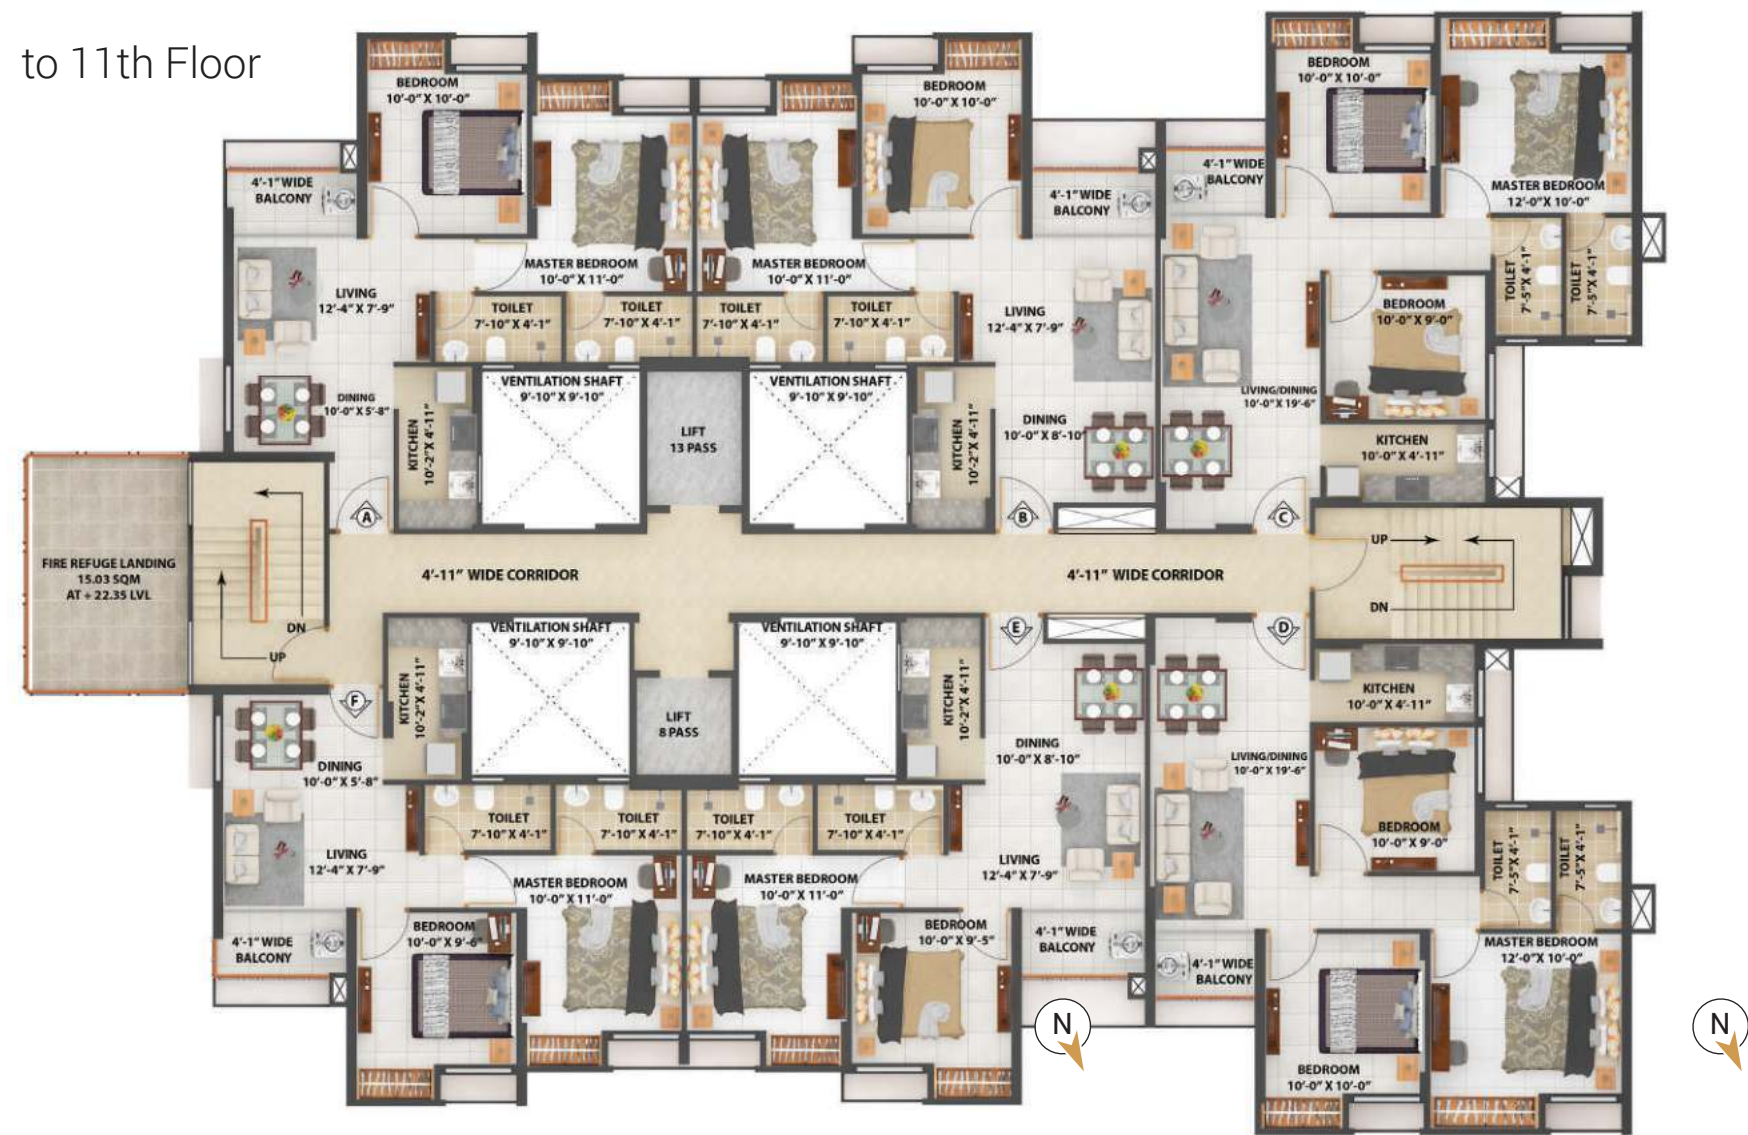 to 11th Floor
BEDROOM
10'-0" X 10'-0"
BEDROOM
10'-0" X 10'-0"
BEDROOM
10'-0" X 10'-0"
4'-1" WIDE
BALCONY
4'-1" WIDE
BALCONY
4'-1" WIDE
BALCONY
MASTER BEDROOM
12'-0" X 10'-0"
MASTER BEDROOM
10'-0" X 11'-0"
MASTER BEDROOM
10'-0" X 11'-0"
TOILET
7'-5" X 4'-1"
TOILET
7'-5" X 4'-1"
LIVING
12'-4" X 7'-9"
TOILET
7'-10" X 4'-1"
TOILET
7'-10" X 4'-1"
TOILET
7'-10" X 4'-1"
TOILET
7'-10" X 4'-1"
LIVING
12'-4" X 7'-9"
BEDROOM
10'-0" X 9'-0"
VENTILATION SHAFT
9'-10" X 9'-10"
VENTILATION SHAFT
9'-10" X 9'-10"
DINING
10'-0" X 5'-8"
LIVING/DINING
10'-0" X 19'-6"
KITCHEN
10'-2" X 4'-11"
LIFT
13 PASS
KITCHEN
10'-2" X 4'-11"
DINING
10'-0" X 8'-10"
KITCHEN
10'-0" X 4'-11"
A
B
C
UP
DN
FIRE REFUGE LANDING
15.03 SQM
AT + 22.35 LVL
4'-11" WIDE CORRIDOR
4'-11" WIDE CORRIDOR
DN
UP
E
D
VENTILATION SHAFT
9'-10" X 9'-10"
VENTILATION SHAFT
9'-10" X 9'-10"
F
KITCHEN
10'-2" X 4'-11"
LIFT
8 PASS
KITCHEN
10'-2" X 4'-11"
KITCHEN
10'-0" X 4'-11"
DINING
10'-0" X 5'-8"
DINING
10'-0" X 8'-10"
LIVING/DINING
10'-0" X 19'-6"
TOILET
7'-10" X 4'-1"
TOILET
7'-10" X 4'-1"
TOILET
7'-10" X 4'-1"
TOILET
7'-10" X 4'-1"
BEDROOM
10'-0" X 9'-0"
LIVING
12'-4" X 7'-9"
LIVING
12'-4" X 7'-9"
TOILET
7'-5" X 4'-1"
TOILET
7'-5" X 4'-1"
MASTER BEDROOM
10'-0" X 11'-0"
MASTER BEDROOM
10'-0" X 11'-0"
BEDROOM
10'-0" X 9'-6"
BEDROOM
10'-0" X 9'-5"
4'-1" WIDE
BALCONY
4'-1" WIDE
BALCONY
4'-1" WIDE
BALCONY
MASTER BEDROOM
12'-0" X 10'-0"
N
N
BEDROOM
10'-0" X 10'-0"